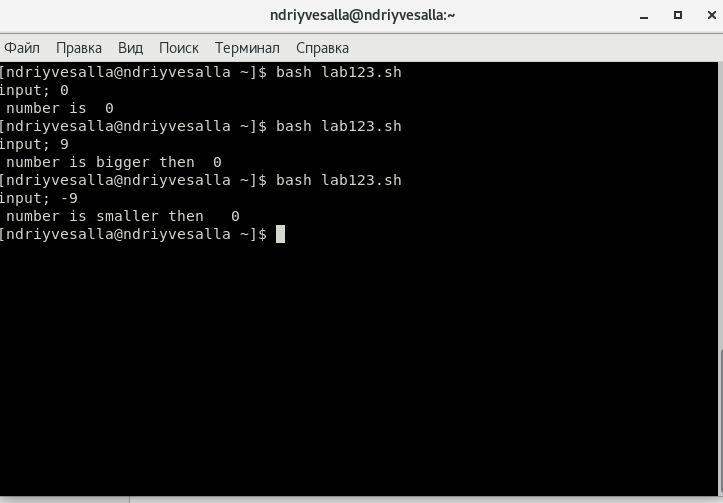 ndriyvesalla@ndriyvesalla:~
Файл Правка Вид Поиск Терминал Справка
[ndriyvesalla@ndriyvesalla ~]$ bash lab123.sh
input; 0
 number is  0
[ndriyvesalla@ndriyvesalla ~]$ bash lab123.sh
input; 9
 number is bigger then  0
[ndriyvesalla@ndriyvesalla ~]$ bash lab123.sh
input; -9
 number is smaller then   0
[ndriyvesalla@ndriyvesalla ~]$